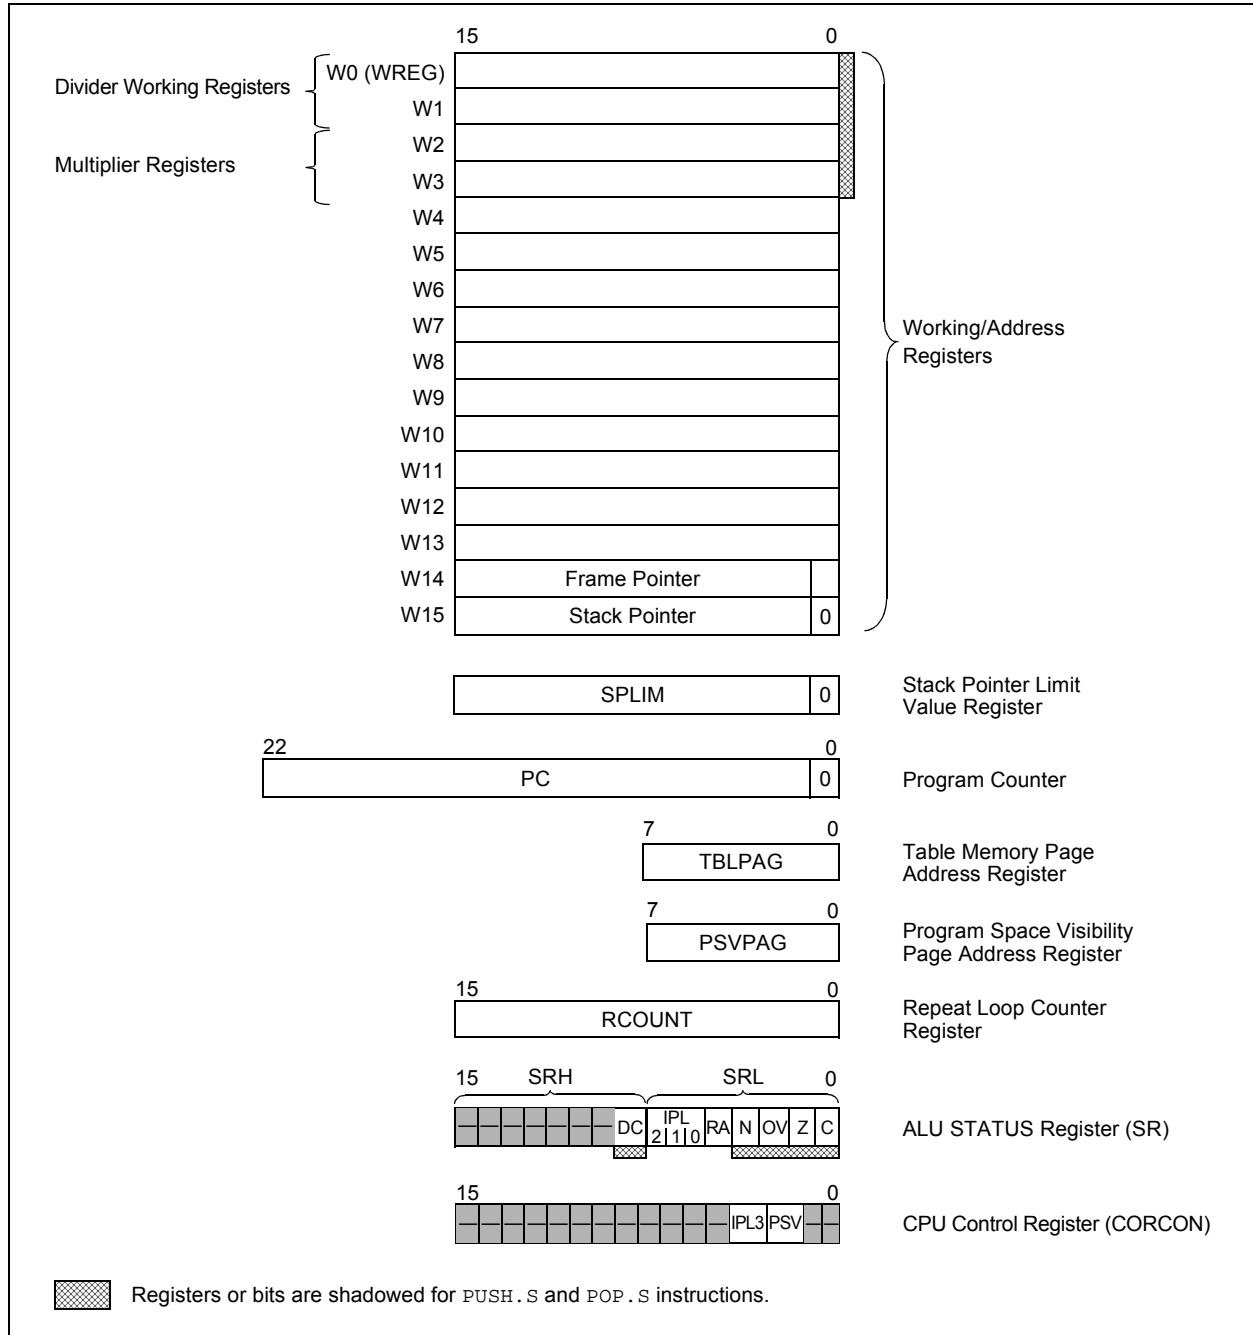 15 0
W0 (WREG)
Divider Working Registers
W1
W2
Multiplier Registers
W3
W4
W5
W6
W7
Working/Address
Registers
W8
W9
W10
W11
W12
W13
W14 Frame Pointer
W15 Stack Pointer 0
SPLIM 0
Stack Pointer Limit
Value Register
22 0
PC 0 Program Counter
7 0
TBLPAG
Table Memory Page
Address Register
7 0
PSVPAG
Program Space Visibility
Page Address Register
15 0
RCOUNT
Repeat Loop Counter
Register
15 SRH SRL 0
— — — — — — — DC IPL 2 1 0 RA N OV Z C ALU STATUS Register (SR)
15 0
— — — — — — — — — — — — IPL3 PSV — — CPU Control Register (CORCON)
Registers or bits are shadowed for PUSH.S and POP.S instructions.